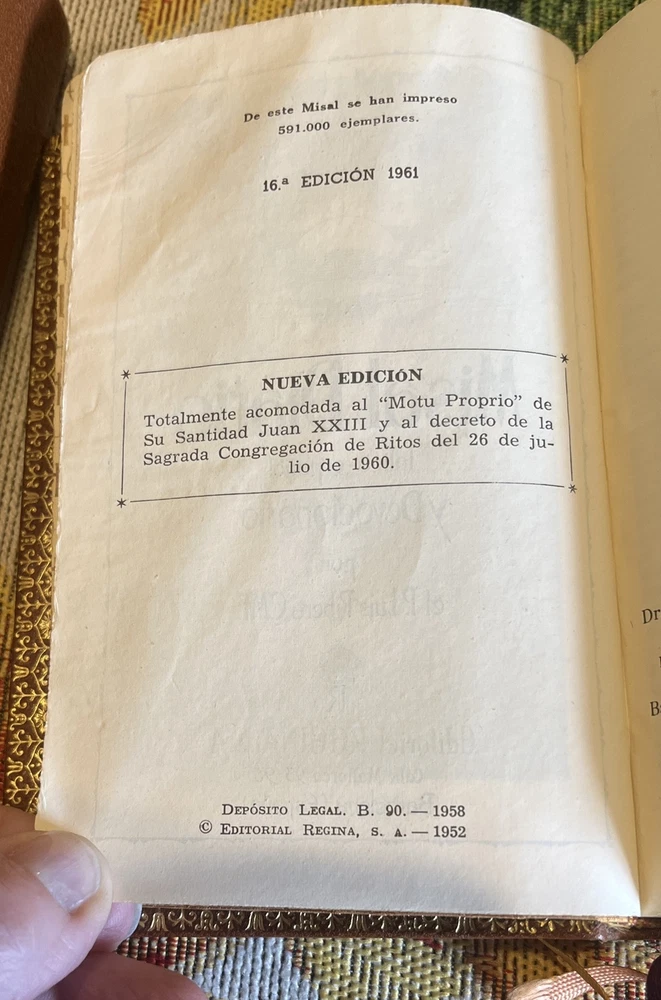 De este Misal se han impreso
591.000 ejemplares.
16.ª EDICIÓN 1961
NUEVA EDICIÓN
Totalmente acomodada al “Motu Proprio” de
Su Santidad Juan XXIII y al decreto de la
Sagrada Congregación de Ritos del 26 de ju-
lio de 1960.
DEPÓSITO LEGAL. B. 90. — 1958
© EDITORIAL REGINA, S. A. — 1952
Dr
B